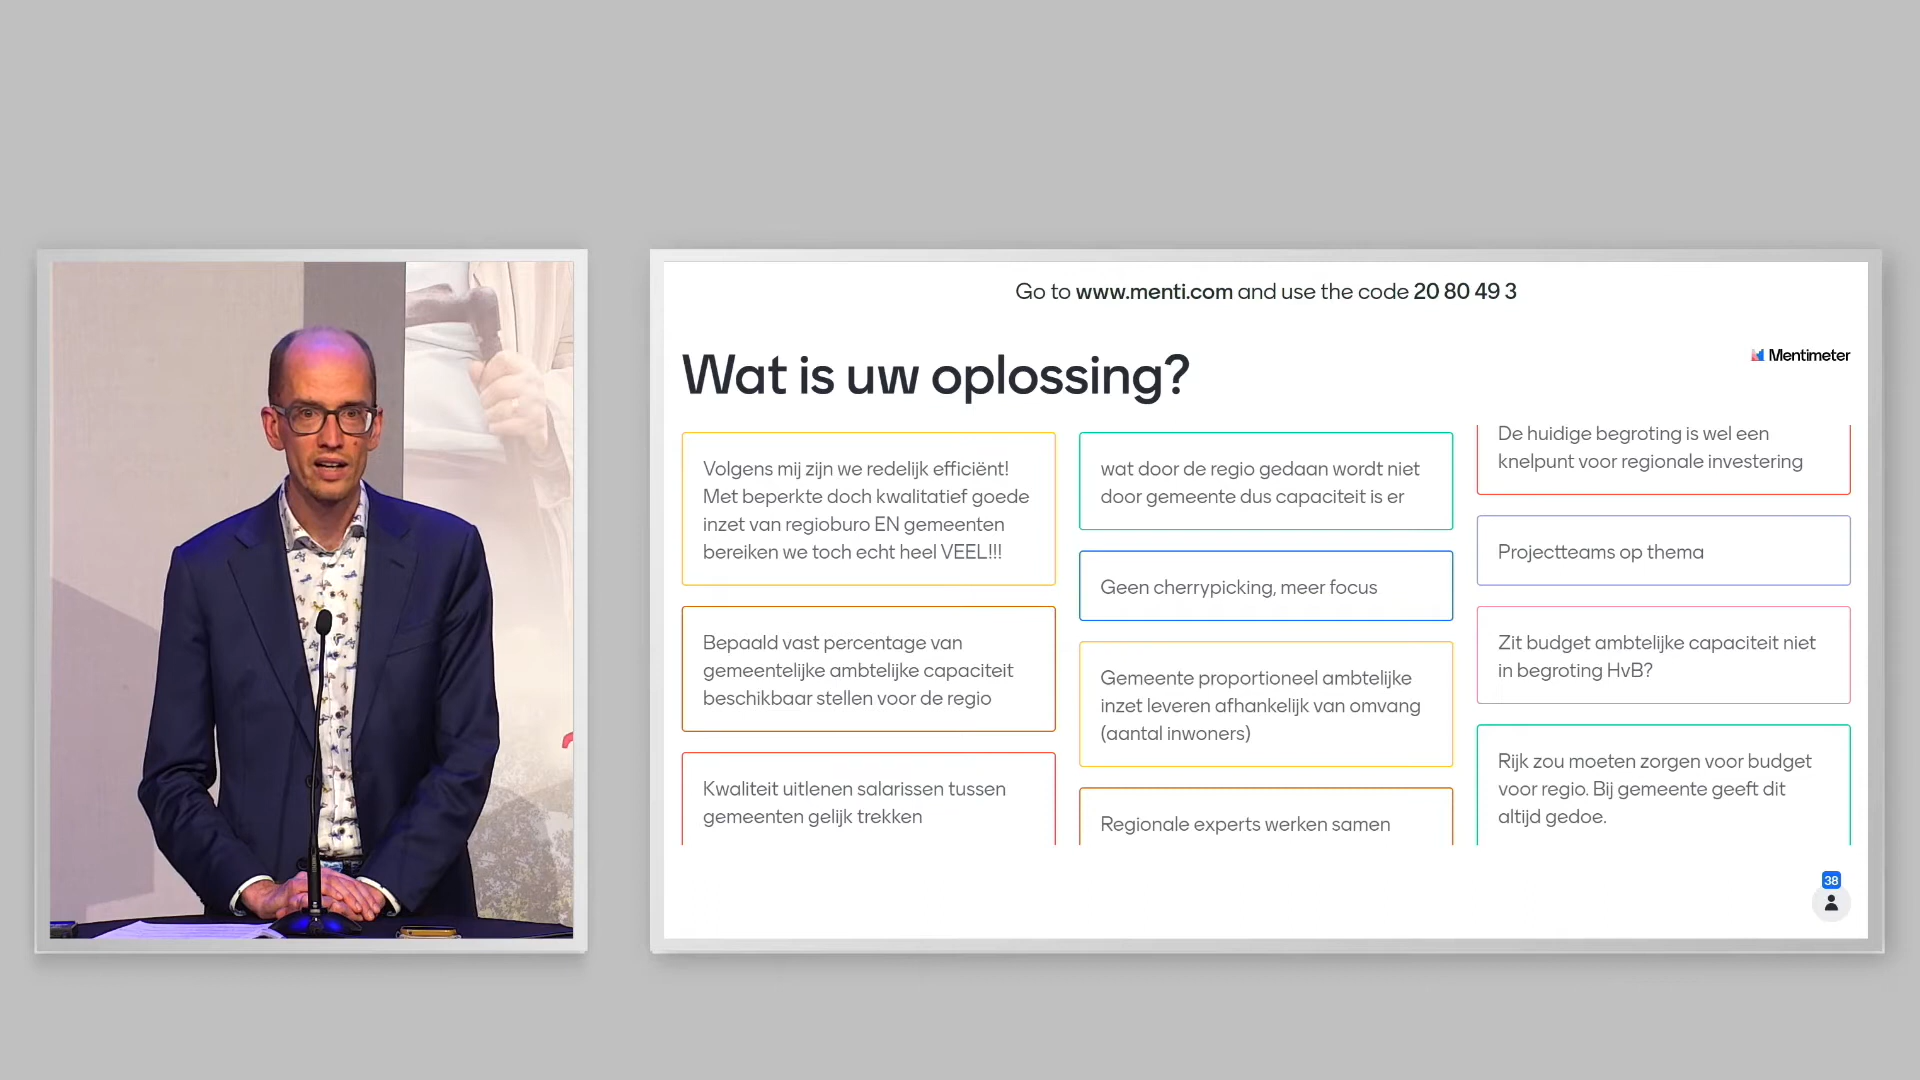 Go to www.menti.com and use the code 20 80 49 3
Wat is uw oplossing?
Mentimeter
Volgens mij zijn we redelijk efficiënt!
Met beperkte doch kwalitatief goede
inzet van regioburo EN gemeenten
bereiken we toch echt heel VEEL!!!
Bepaald vast percentage van
gemeentelijke ambtelijke capaciteit
beschikbaar stellen voor de regio
Kwaliteit uitlenen salarissen tussen
gemeenten gelijk trekken
wat door de regio gedaan wordt niet
door gemeente dus capaciteit is er
Geen cherrypicking, meer focus
Gemeente proportioneel ambtelijke
inzet leveren afhankelijk van omvang
(aantal inwoners)
Regionale experts werken samen
De huidige begroting is wel een
knelpunt voor regionale investering
Projectteams op thema
Zit budget ambtelijke capaciteit niet
in begroting HvB?
Rijk zou moeten zorgen voor budget
voor regio. Bij gemeente geeft dit
altijd gedoe.
38